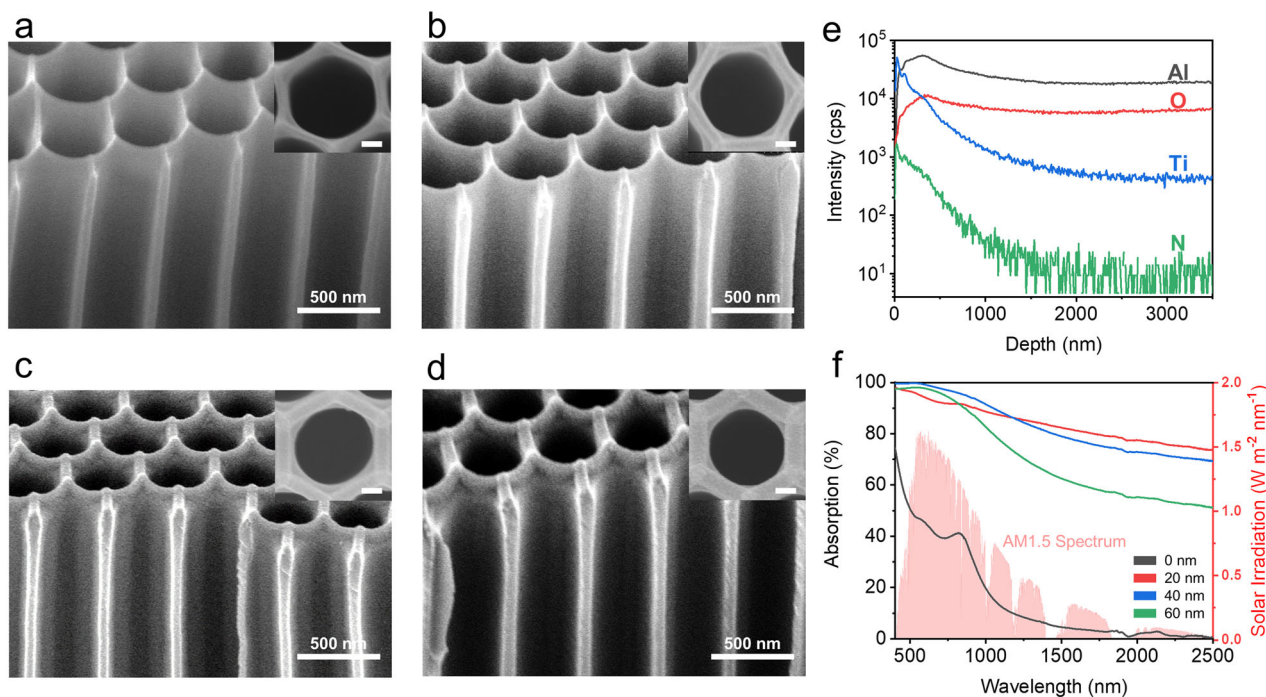 a
500 nm
b
500 nm
c
500 nm
d
500 nm
e
10⁵
10⁴
10³
10²
10¹
Intensity (cps)
Al
O
Ti
N
0 1000 2000 3000
Depth (nm)
f
100
80
60
40
20
0
Absorption (%)
2.0
1.5
1.0
0.5
0.0
Solar Irradiation (W m⁻² nm⁻¹)
AM1.5 Spectrum
0 nm
20 nm
40 nm
60 nm
500 1000 1500 2000 2500
Wavelength (nm)